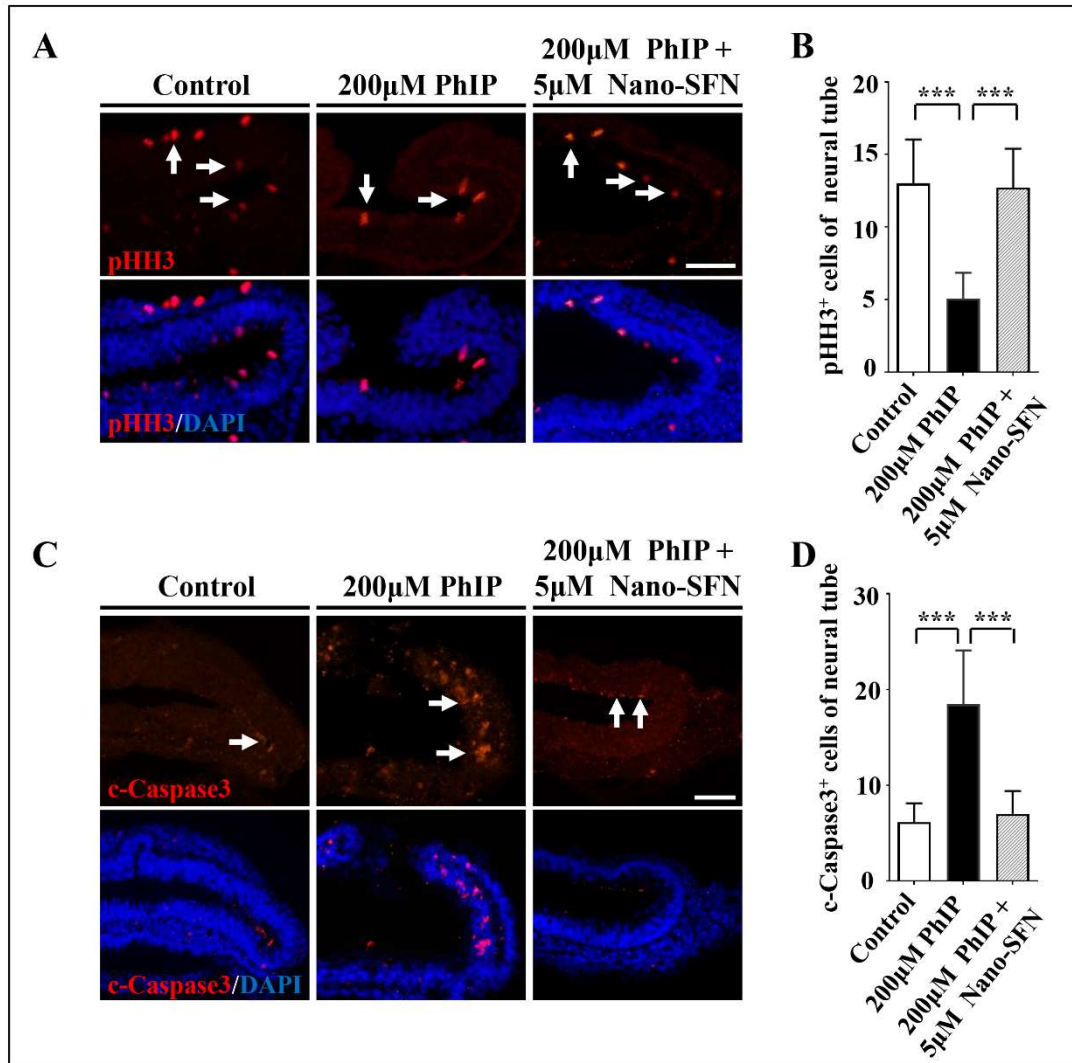 A
Control
200μM PhIP
200μM PhIP +
5μM Nano-SFN
pHH3
pHH3/DAPI
B
pHH3+ cells of neural tube
20
15
10
5
0
***
***
Control
200μM PhIP
200μM PhIP +
5μM Nano-SFN
C
Control
200μM PhIP
200μM PhIP +
5μM Nano-SFN
c-Caspase3
c-Caspase3/DAPI
D
c-Caspase3+ cells of neural tube
30
20
10
0
***
***
Control
200μM PhIP
200μM PhIP +
5μM Nano-SFN